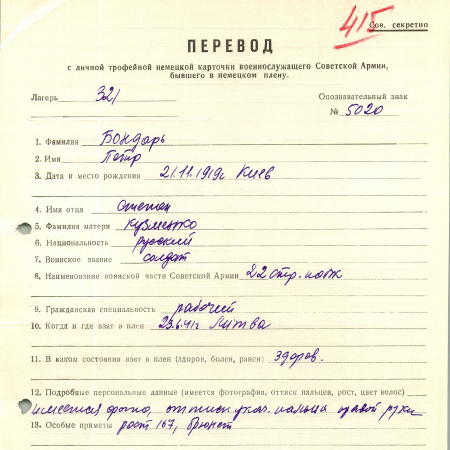 415
Сов. секретно
ПЕРЕВОД
с личной трофейной немецкой карточки военнослужащего Советской Армии,
бывшего в немецком плену.
Лагерь 321
Опознавательный знак
№ 5020
1. Фамилия Бондарь
2. Имя Петр
3. Дата и место рождения 21.11.1919г Киев
4. Имя отца Степан
5. Фамилия матери Кузменко
6. Национальность русский
7. Воинское звание солдат
8. Наименование воинской части Советской Армии 22 стр. полк
9. Гражданская специальность рабочий
10. Когда и где взят в плен 23.6.41г Литва
11. В каком состоянии взят в плен (здоров, болен, ранен) здоров.
12. Подробные персональные данные (имеется фотография, оттиск пальцев, рост, цвет волос)
имеется фото, оттиск указ. пальца правой руки
13. Особые приметы рост 167, брюнет